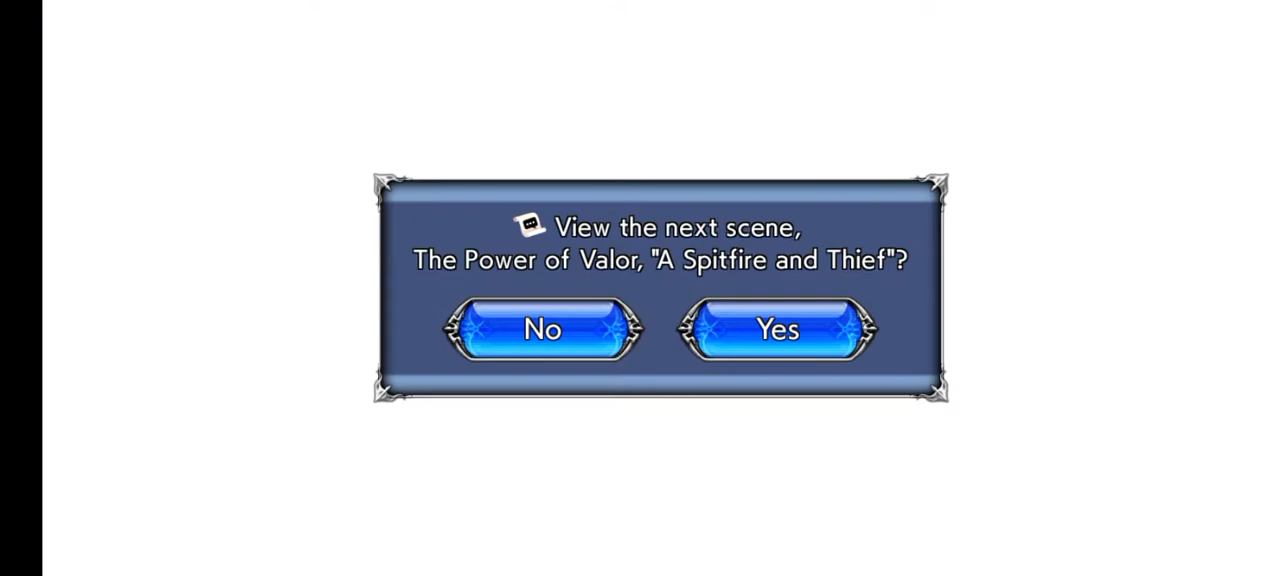 View the next scene,
The Power of Valor, "A Spitfire and Thief"?
No Yes